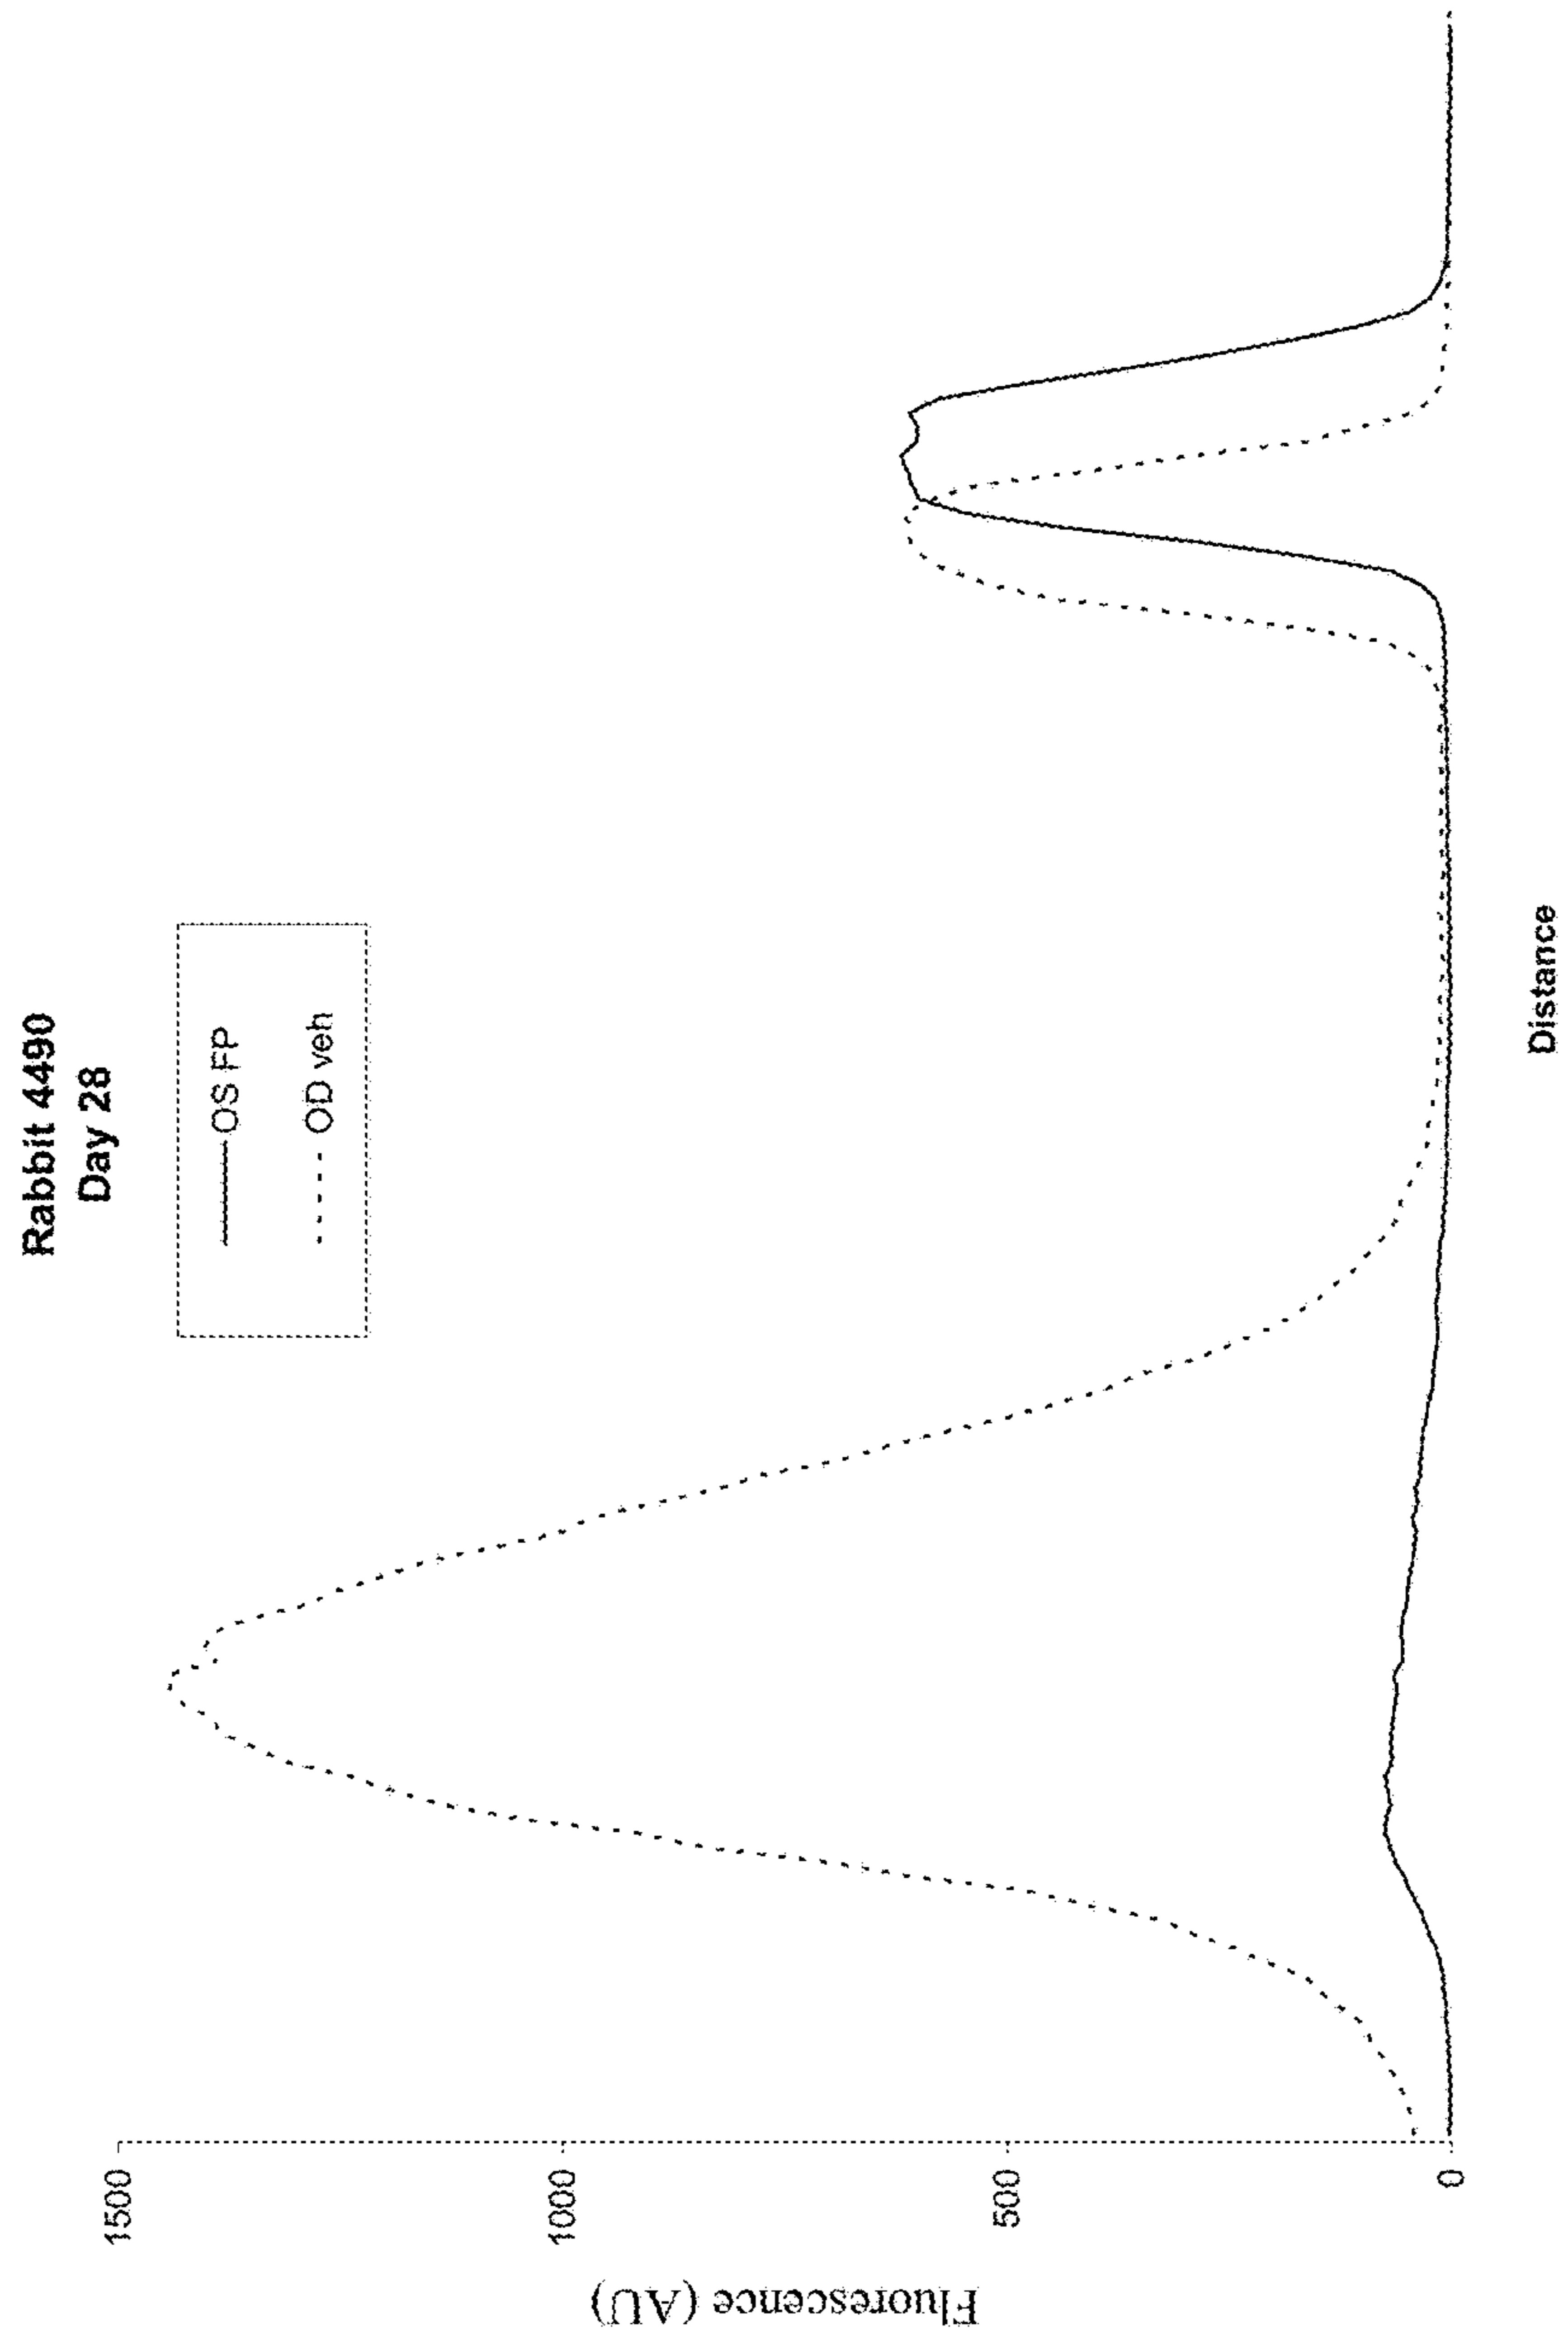 Rabbit 4490
Day 28
OS FP
OD veh
1500
1000
500
0
Fluorescence (AU)
Distance